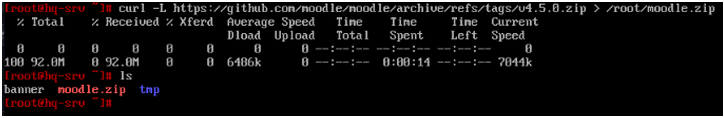 [root@hq-srv ~]# curl -L https://github.com/moodle/moodle/archive/refs/tags/v4.5.0.zip > /root/moodle.zip
% Total % Received % Xferd Average Speed Time Time Time Current
Dload Upload Total Spent Left Speed
0 0 0 0 0 0 0 0 --:--:-- --:--:-- --:--:-- 0
100 92.0M 0 92.0M 0 0 6486k 0 --:--:-- 0:00:14 --:--:-- 7044k
[root@hq-srv ~]# ls
banner moodle.zip tmp
[root@hq-srv ~]#